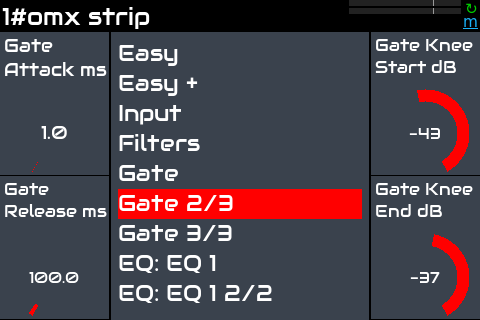 1#omx strip
m
Gate
Attack ms
1.0
Gate
Release ms
100.0
Easy
Easy +
Input
Filters
Gate
Gate 2/3
Gate 3/3
EQ: EQ 1
EQ: EQ 1 2/2
Gate Knee
Start dB
-43
Gate Knee
End dB
-37